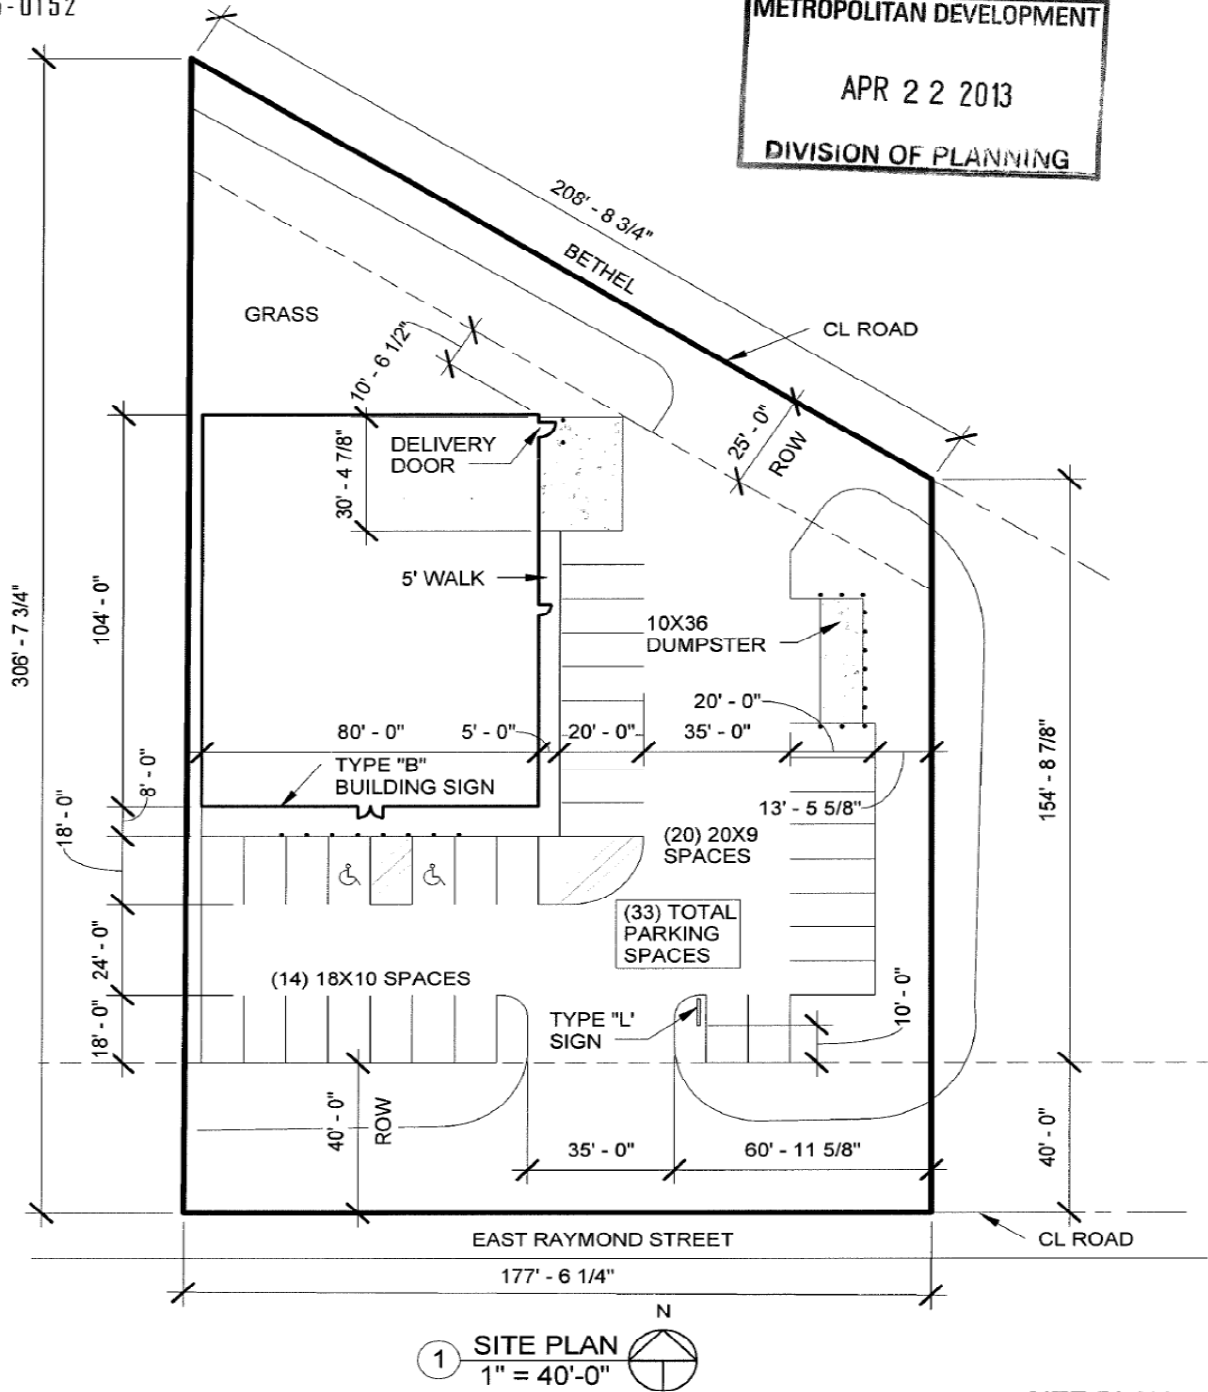 -0152
METROPOLITAN DEVELOPMENT
APR 2 2 2013
DIVISION OF PLANNING
208' - 8 3/4"
BETHEL
CL ROAD
GRASS
10' - 6 1/2"
25' - 0"
ROW
DELIVERY
DOOR
30' - 4 7/8"
5' WALK
104' - 0"
306' - 7 3/4"
10X36
DUMPSTER
20' - 0"
80' - 0"
5' - 0"
20' - 0"
35' - 0"
TYPE "B"
BUILDING SIGN
8' - 0"
18' - 0"
13' - 5 5/8"
154' - 8 7/8"
(20) 20X9
SPACES
(33) TOTAL
PARKING
SPACES
24' - 0"
(14) 18X10 SPACES
18' - 0"
TYPE "L'
SIGN
10' - 0"
40' - 0"
ROW
35' - 0"
60' - 11 5/8"
40' - 0"
EAST RAYMOND STREET
CL ROAD
177' - 6 1/4"
N
1
SITE PLAN
1" = 40'-0"